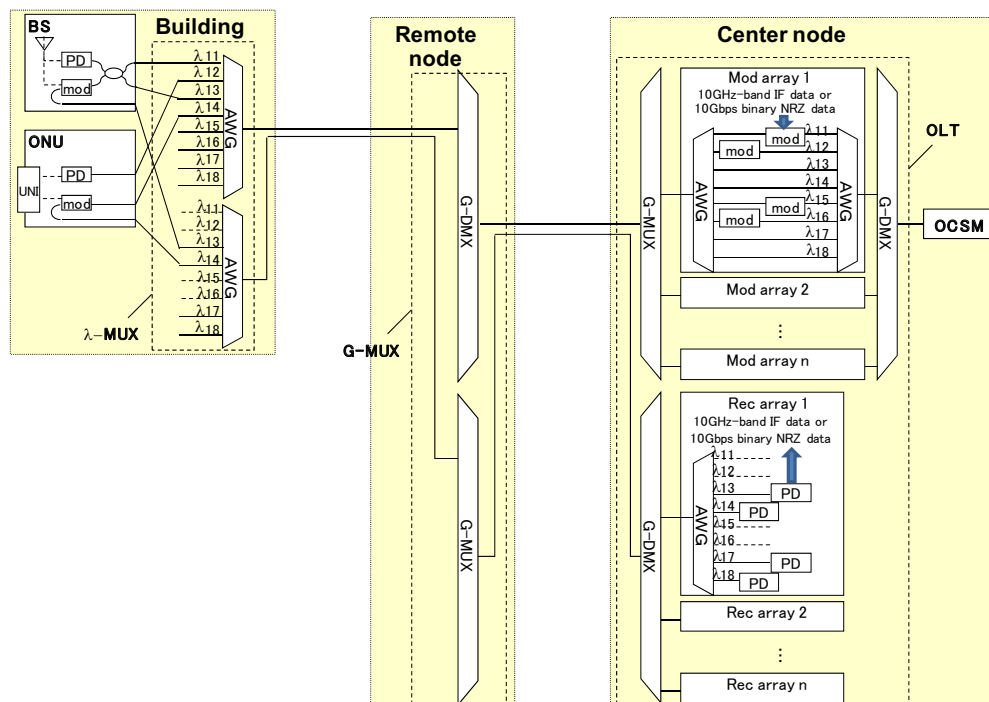 Building
BS
PD
mod
ONU
UNI
PD
mod
λ11
λ12
λ13
λ14
λ15
λ16
λ17
λ18
AWG
λ11
λ12
λ13
λ14
λ15
λ16
λ17
λ18
AWG
λ-MUX
Remote
node
G-DMX
G-MUX
G-MUX
Center node
OLT
OCSM
G-MUX
Mod array 1
10GHz-band IF data or
10Gbps binary NRZ data
AWG
mod
mod
mod
mod
λ11
λ12
λ13
λ14
λ15
λ16
λ17
λ18
AWG
G-DMX
Mod array 2
⋮
Mod array n
G-DMX
Rec array 1
10GHz-band IF data or
10Gbps binary NRZ data
AWG
λ11
λ12
λ13
λ14
λ15
λ16
λ17
λ18
PD
PD
PD
PD
Rec array 2
⋮
Rec array n